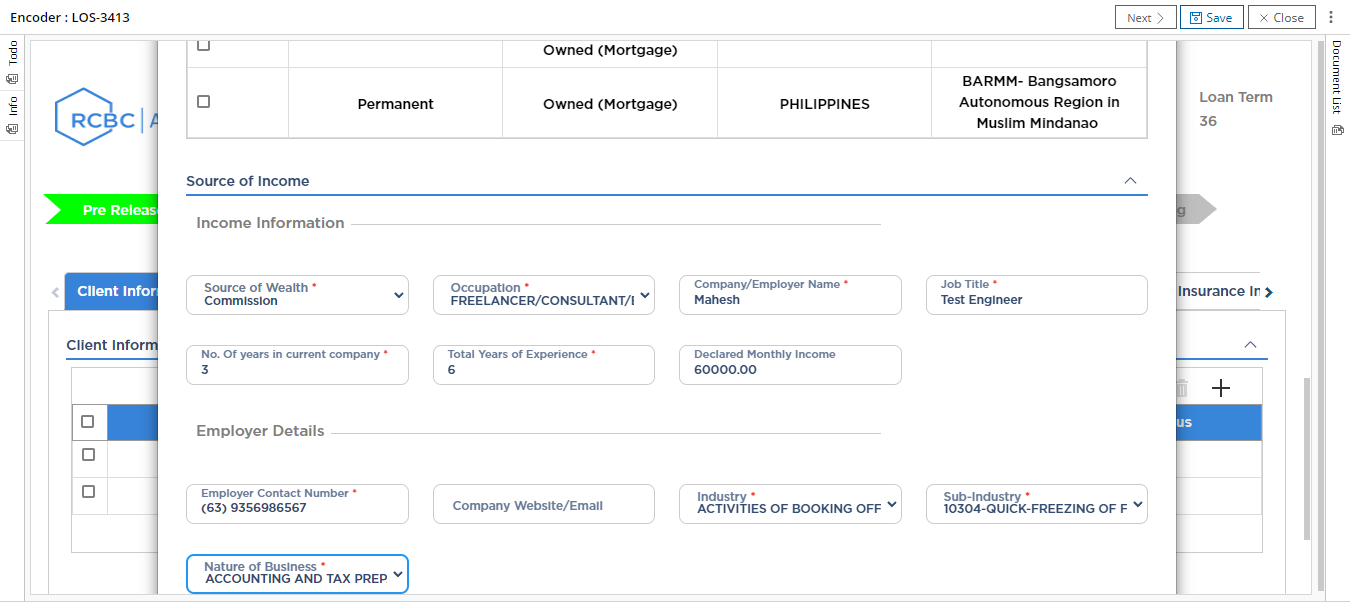 Encoder : LOS-3413
Next
Save
Close
Todo
Info
Document List
Owned (Mortgage)
Permanent
Owned (Mortgage)
PHILIPPINES
BARMM- Bangsamoro
Autonomous Region in
Muslim Mindanao
RCBC
Loan Term
36
Source of Income
Pre Releas
g
Income Information
Client Infor
Insurance In
Source of Wealth *
Commission
Occupation *
FREELANCER/CONSULTANT/
Company/Employer Name *
Mahesh
Job Title *
Test Engineer
Client Inform
No. Of years in current company *
3
Total Years of Experience *
6
Declared Monthly Income
60000.00
us
Employer Details
Employer Contact Number *
(63) 9356986567
Company Website/Email
Industry *
ACTIVITIES OF BOOKING OFF
Sub-Industry *
10304-QUICK-FREEZING OF F
Nature of Business *
ACCOUNTING AND TAX PREP